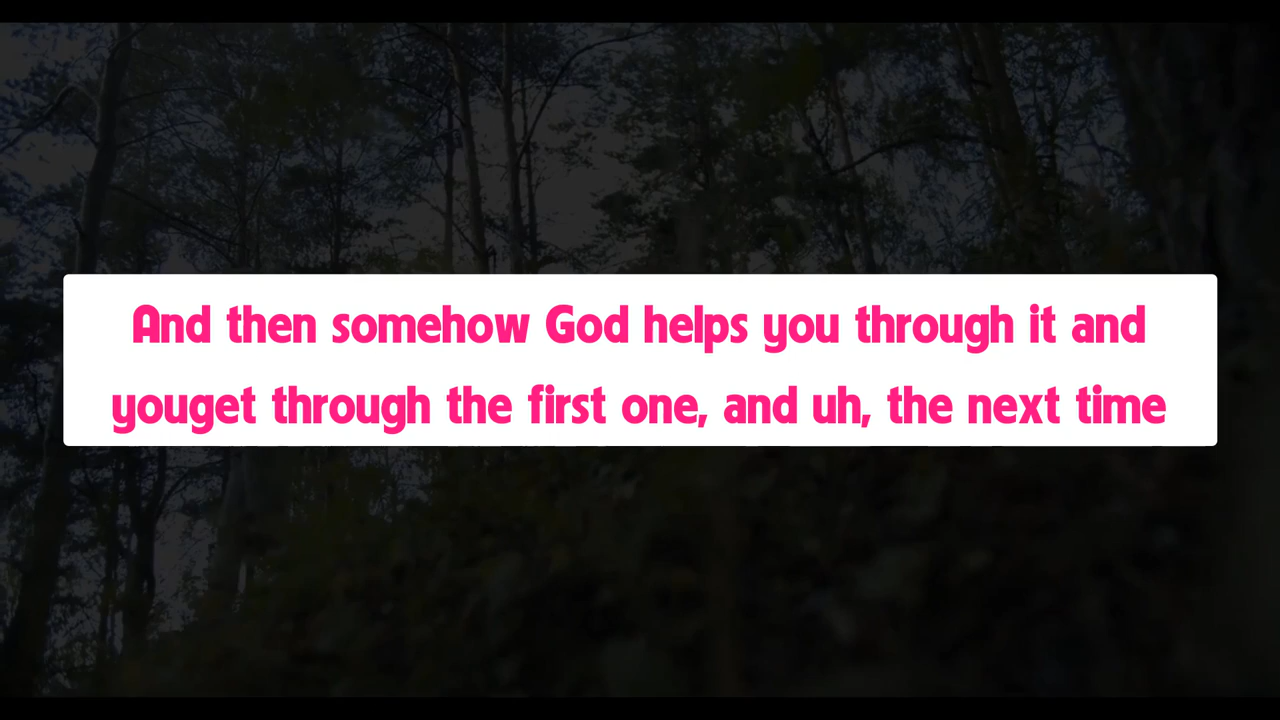 And then somehow God helps you through it and
youget through the first one, and uh, the next time